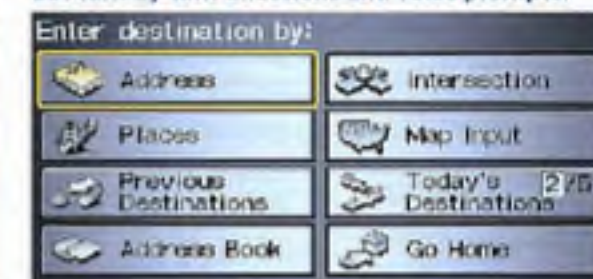 Enter destination by:
Address
Intersection
Places
Map Input
Previous
Destinations
Today's 2/5
Destinations
Address Book
Go Home